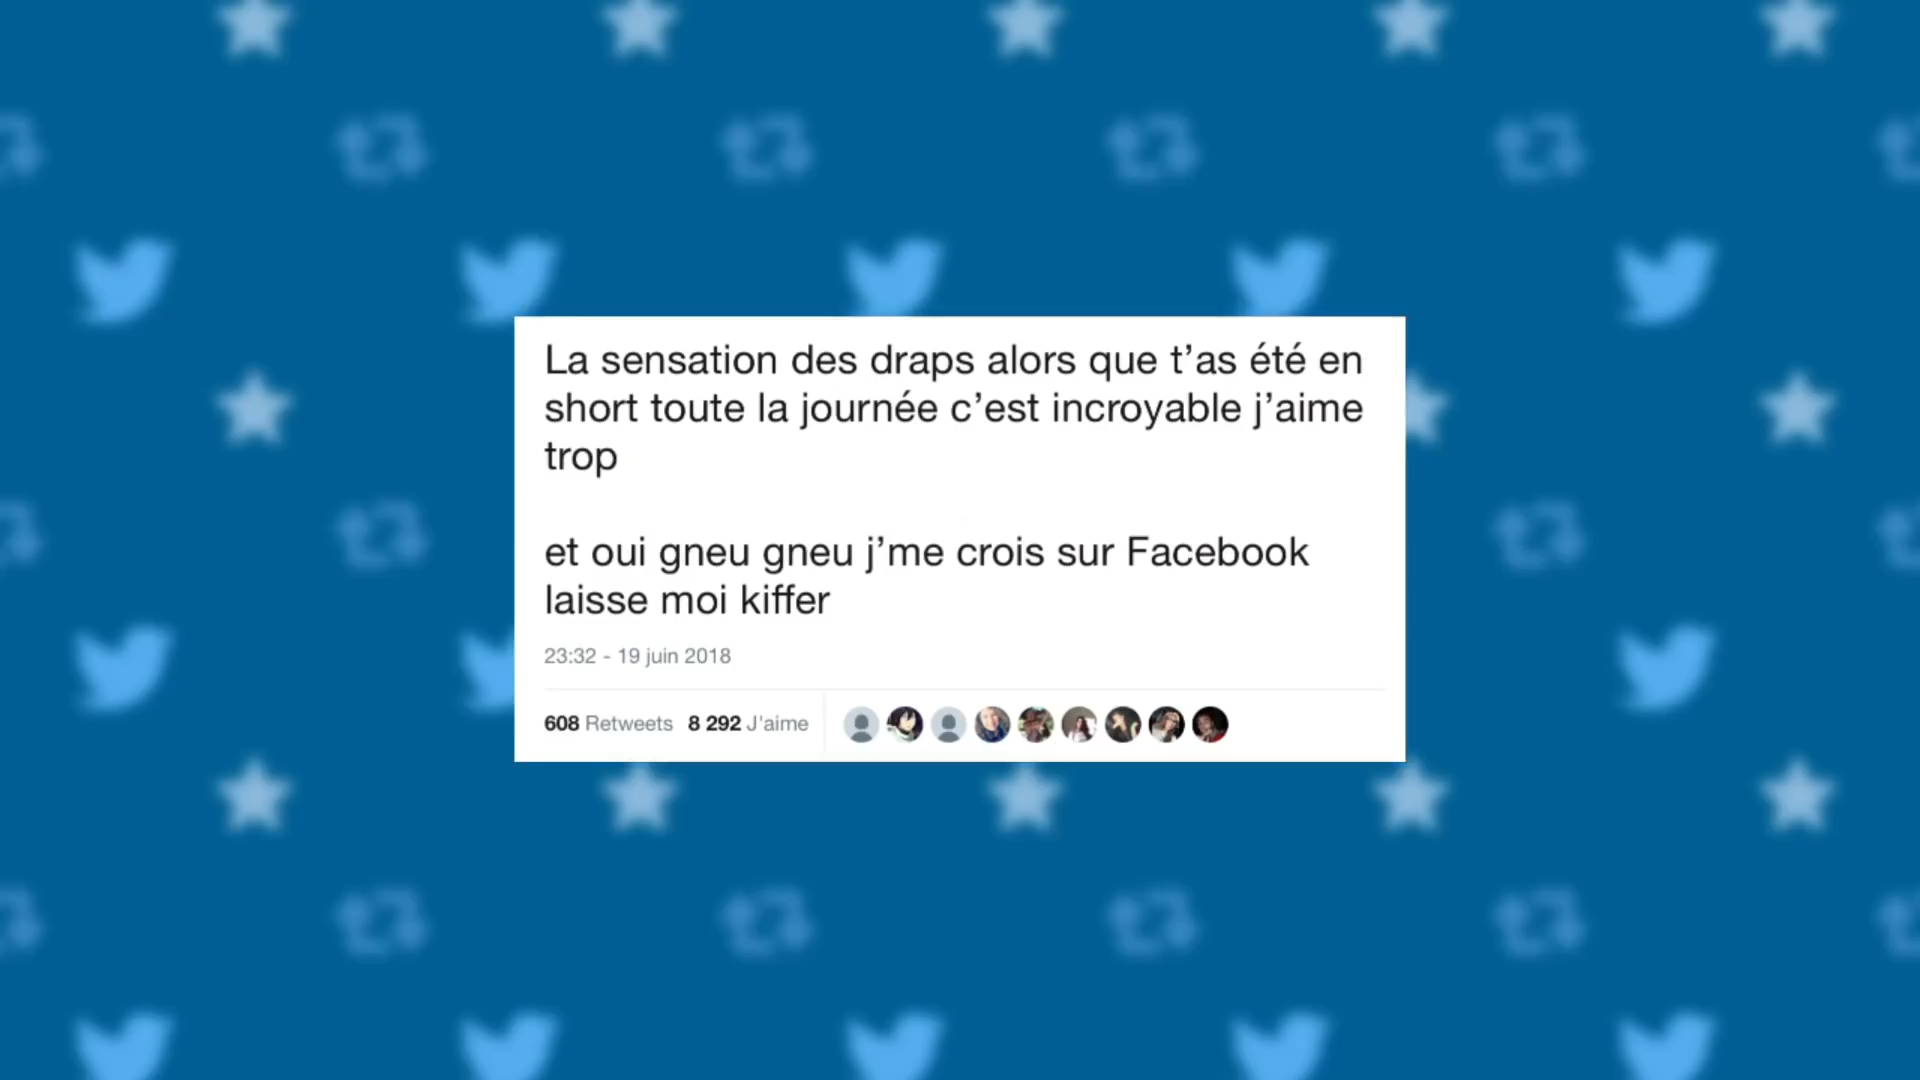 La sensation des draps alors que t’as été en
short toute la journée c’est incroyable j’aime
trop
et oui gneu gneu j’me crois sur Facebook
laisse moi kiffer
23:32 - 19 juin 2018
608 Retweets 8 292 J'aime